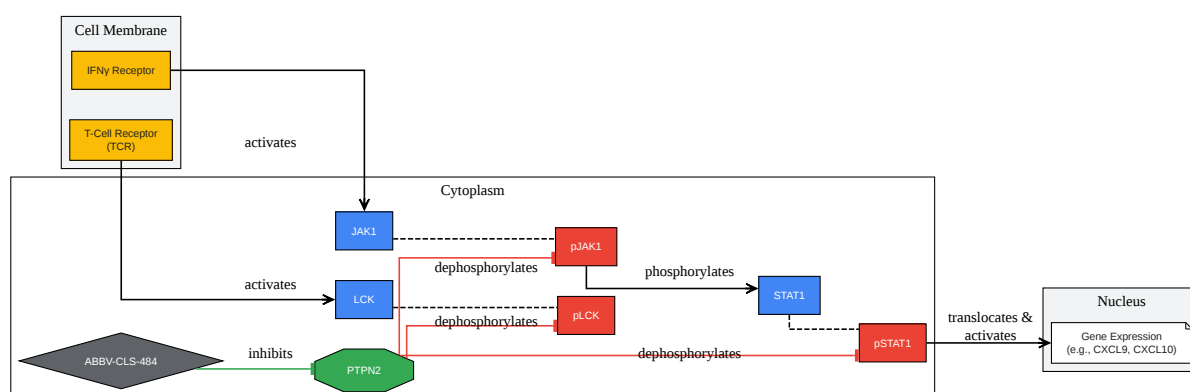 Cell Membrane
IFNγ Receptor
T-Cell Receptor
(TCR)
activates
Cytoplasm
JAK1
pJAK1
dephosphorylates
phosphorylates
activates
LCK
STAT1
pLCK
dephosphorylates
Nucleus
translocates &
activates
Gene Expression
(e.g., CXCL9, CXCL10)
pSTAT1
inhibits
dephosphorylates
ABBV-CLS-484
PTPN2